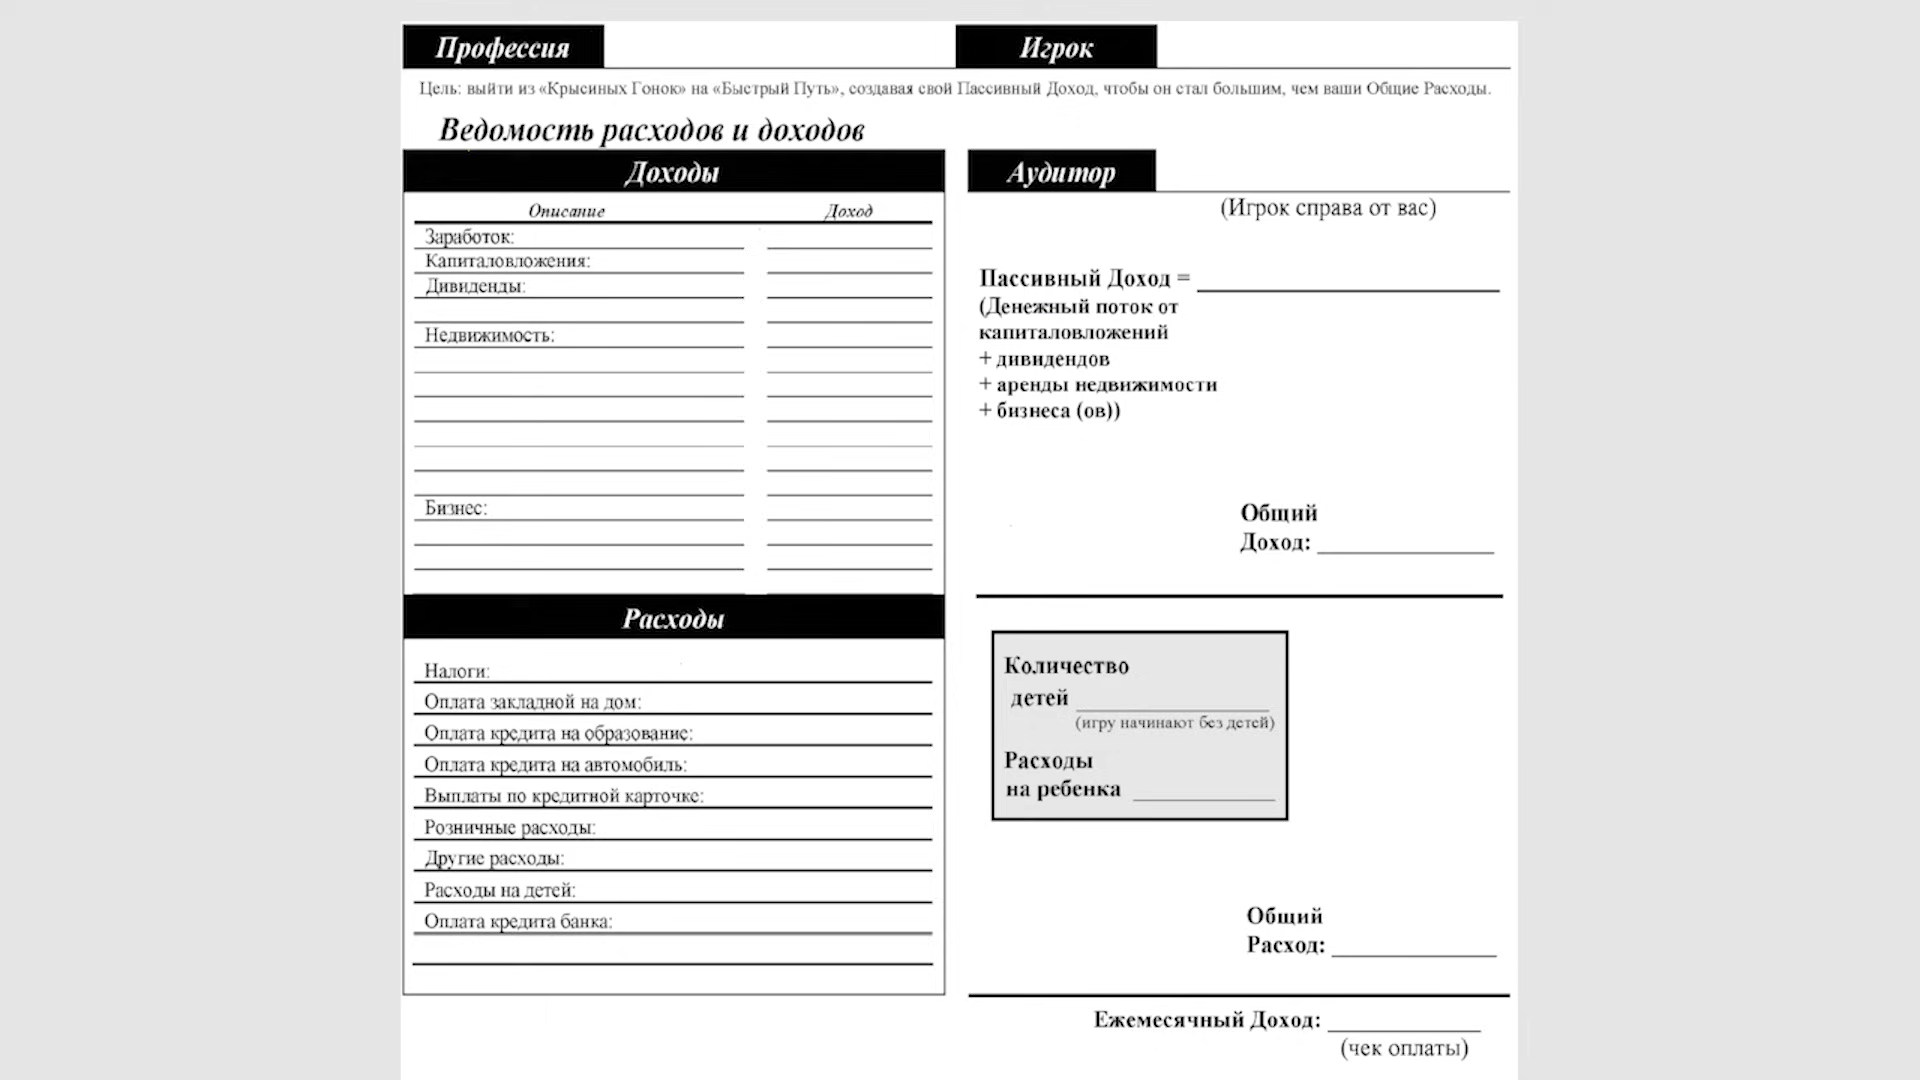 Профессия
Игрок
Цель: выйти из «Крысиных Гонок» на «Быстрый Путь», создавая свой Пассивный Доход, чтобы он стал большим, чем ваши Общие Расходы.
Ведомость расходов и доходов
Доходы
Описание Доход
Заработок:
Капиталовложения:
Дивиденды:
Недвижимость:
Бизнес:
Аудитор
(Игрок справа от вас)
Пассивный Доход =
(Денежный поток от
капиталовложений
+ дивидендов
+ аренды недвижимости
+ бизнеса (ов))
Общий
Доход:
Расходы
Налоги:
Оплата закладной на дом:
Оплата кредита на образование:
Оплата кредита на автомобиль:
Выплаты по кредитной карточке:
Розничные расходы:
Другие расходы:
Расходы на детей:
Оплата кредита банка:
Количество
детей
(игру начинают без детей)
Расходы
на ребенка
Общий
Расход:
Ежемесячный Доход:
(чек оплаты)